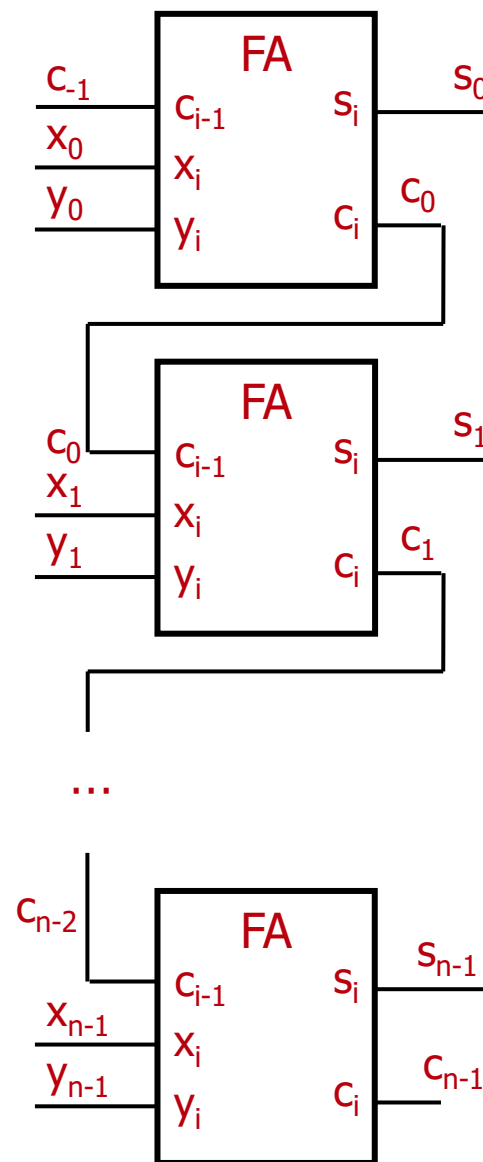 FA
c₋₁ cᵢ₋₁ sᵢ s₀
x₀ xᵢ
y₀ yᵢ cᵢ c₀
FA
c₀ cᵢ₋₁ sᵢ s₁
x₁ xᵢ
y₁ yᵢ cᵢ c₁
...
cₙ₋₂
FA
cᵢ₋₁ sᵢ sₙ₋₁
xₙ₋₁ xᵢ
yₙ₋₁ yᵢ cᵢ cₙ₋₁